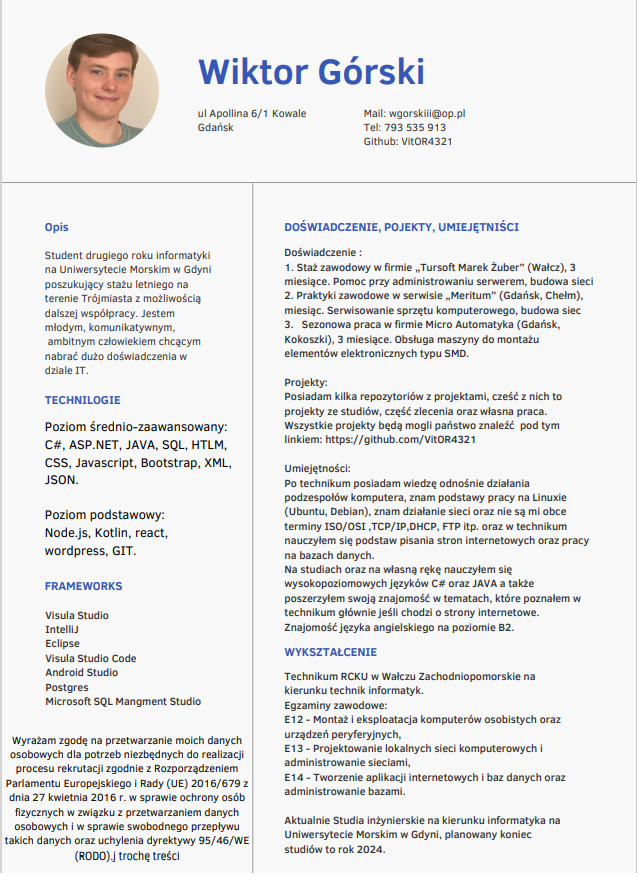 Wiktor Górski
ul Apollina 6/1 Kowale
Gdańsk
Mail: wgorskiii@op.pl
Tel: 793 535 913
Github: VitOR4321
Opis
Student drugiego roku informatyki
na Uniwersytecie Morskim w Gdyni
poszukujący stażu letniego na
terenie Trójmiasta z możliwością
dalszej współpracy. Jestem
młodym, komunikatywnym,
ambitnym człowiekiem chcącym
nabrać dużo doświadczenia w
dziale IT.
TECHNILOGIE
Poziom średnio-zaawansowany:
C#, ASP.NET, JAVA, SQL, HTLM,
CSS, Javascript, Bootstrap, XML,
JSON.
Poziom podstawowy:
Node.js, Kotlin, react,
wordpress, GIT.
FRAMEWORKS
Visula Studio
IntelliJ
Eclipse
Visula Studio Code
Android Studio
Postgres
Microsoft SQL Mangment Studio
Wyrażam zgodę na przetwarzanie moich danych
osobowych dla potrzeb niezbędnych do realizacji
procesu rekrutacji zgodnie z Rozporządzeniem
Parlamentu Europejskiego i Rady (UE) 2016/679 z
dnia 27 kwietnia 2016 r. w sprawie ochrony osób
fizycznych w związku z przetwarzaniem danych
osobowych i w sprawie swobodnego przepływu
takich danych oraz uchylenia dyrektywy 95/46/WE
(RODO).j trochę treści
DOŚWIADCZENIE, POJEKTY, UMIEJĘTNIŚCI
Doświadczenie :
1. Staż zawodowy w firmie „Tursoft Marek Żuber” (Wałcz), 3
miesiące. Pomoc przy administrowaniu serwerem, budowa sieci
2. Praktyki zawodowe w serwisie „Meritum” (Gdańsk, Chełm),
miesiąc. Serwisowanie sprzętu komputerowego, budowa siec
3. Sezonowa praca w firmie Micro Automatyka (Gdańsk,
Kokoszki), 3 miesiące. Obsługa maszyny do montażu
elementów elektronicznych typu SMD.
Projekty:
Posiadam kilka repozytoriów z projektami, cześć z nich to
projekty ze studiów, część zlecenia oraz własna praca.
Wszystkie projekty będą mogli państwo znaleźć pod tym
linkiem: https://github.com/VitOR4321
Umiejętności:
Po technikum posiadam wiedzę odnośnie działania
podzespołów komputera, znam podstawy pracy na Linuxie
(Ubuntu, Debian), znam działanie sieci oraz nie są mi obce
terminy ISO/OSI ,TCP/IP,DHCP, FTP itp. oraz w technikum
nauczyłem się podstaw pisania stron internetowych oraz pracy
na bazach danych.
Na studiach oraz na własną rękę nauczyłem się
wysokopoziomowych języków C# oraz JAVA a także
poszerzyłem swoją znajomość w tematach, które poznałem w
technikum głównie jeśli chodzi o strony internetowe.
Znajomość języka angielskiego na poziomie B2.
WYKSZTAŁCENIE
Technikum RCKU w Wałczu Zachodniopomorskie na
kierunku technik informatyk.
Egzaminy zawodowe:
E12 - Montaż i eksploatacja komputerów osobistych oraz
urządzeń peryferyjnych,
E13 - Projektowanie lokalnych sieci komputerowych i
administrowanie sieciami,
E14 - Tworzenie aplikacji internetowych i baz danych oraz
administrowanie bazami.
Aktualnie Studia inżynierskie na kierunku informatyka na
Uniwersytecie Morskim w Gdyni, planowany koniec
studiów to rok 2024.